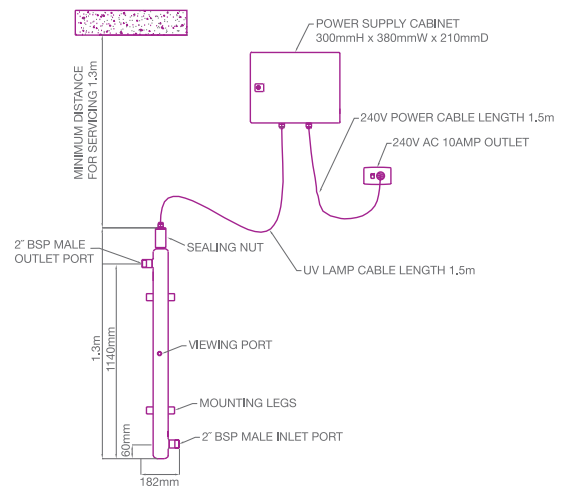 POWER SUPPLY CABINET
300mmH x 380mmW x 210mmD
MINIMUM DISTANCE
FOR SERVICING 1.3m
240V POWER CABLE LENGTH 1.5m
240V AC 10AMP OUTLET
2" BSP MALE
OUTLET PORT
SEALING NUT
UV LAMP CABLE LENGTH 1.5m
1.3m
1140mm
VIEWING PORT
MOUNTING LEGS
2" BSP MALE INLET PORT
60mm
182mm